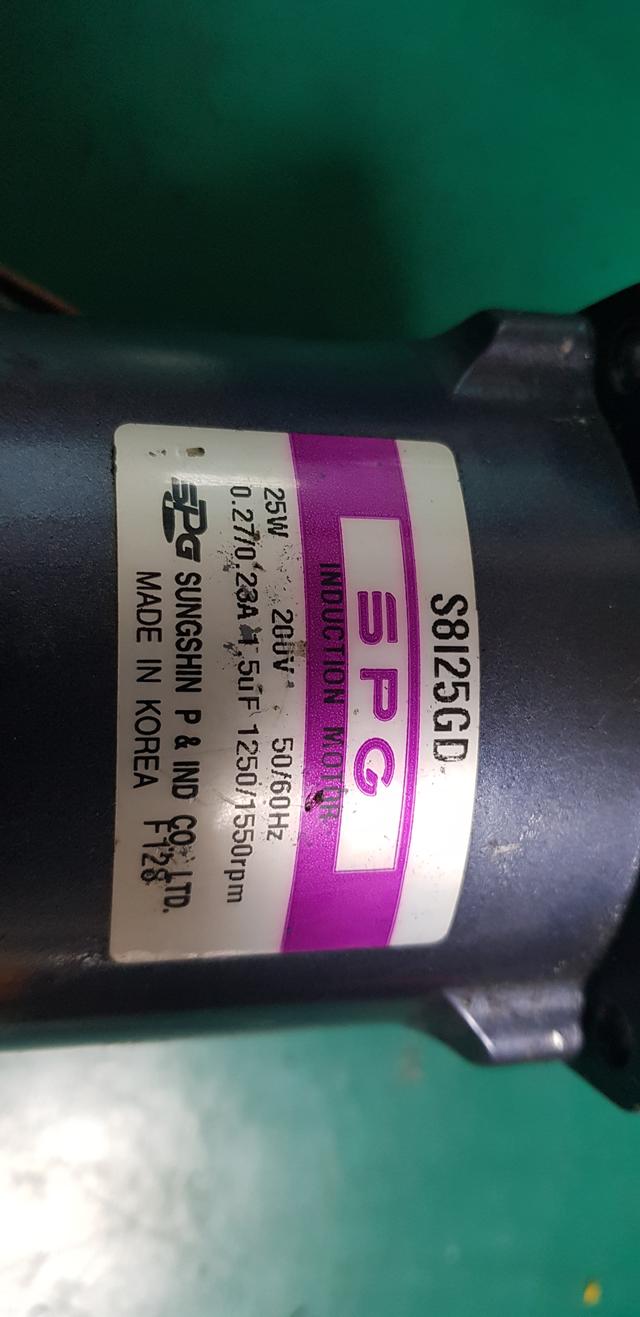 S8I25GD
SPG
INDUCTION MOTOR
25W 200V 50/60Hz
0.27/0.23A 1.5uF 1250/1550rpm
SPG SUNGSHIN P & IND CO., LTD.
MADE IN KOREA F128